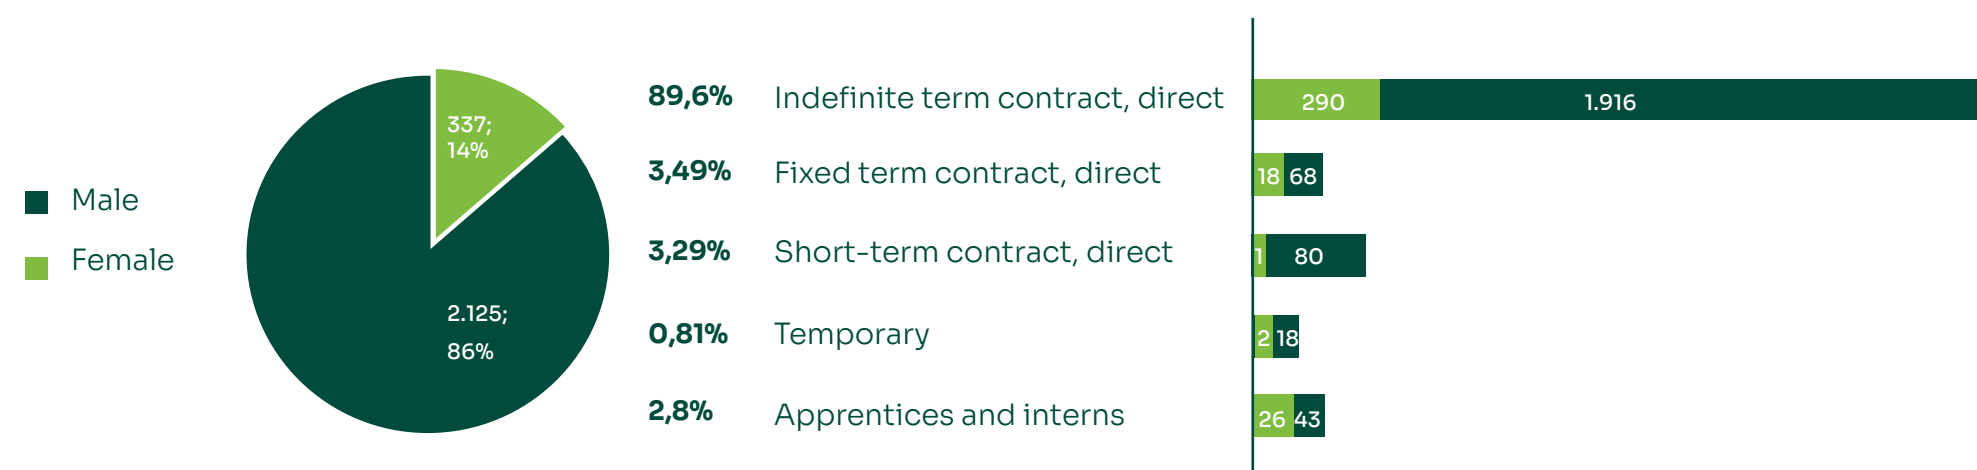 Male
Female
337;
14%
2.125;
86%
89,6% Indefinite term contract, direct 290 1.916
3,49% Fixed term contract, direct 18 68
3,29% Short-term contract, direct 1 80
0,81% Temporary 2 18
2,8% Apprentices and interns 26 43